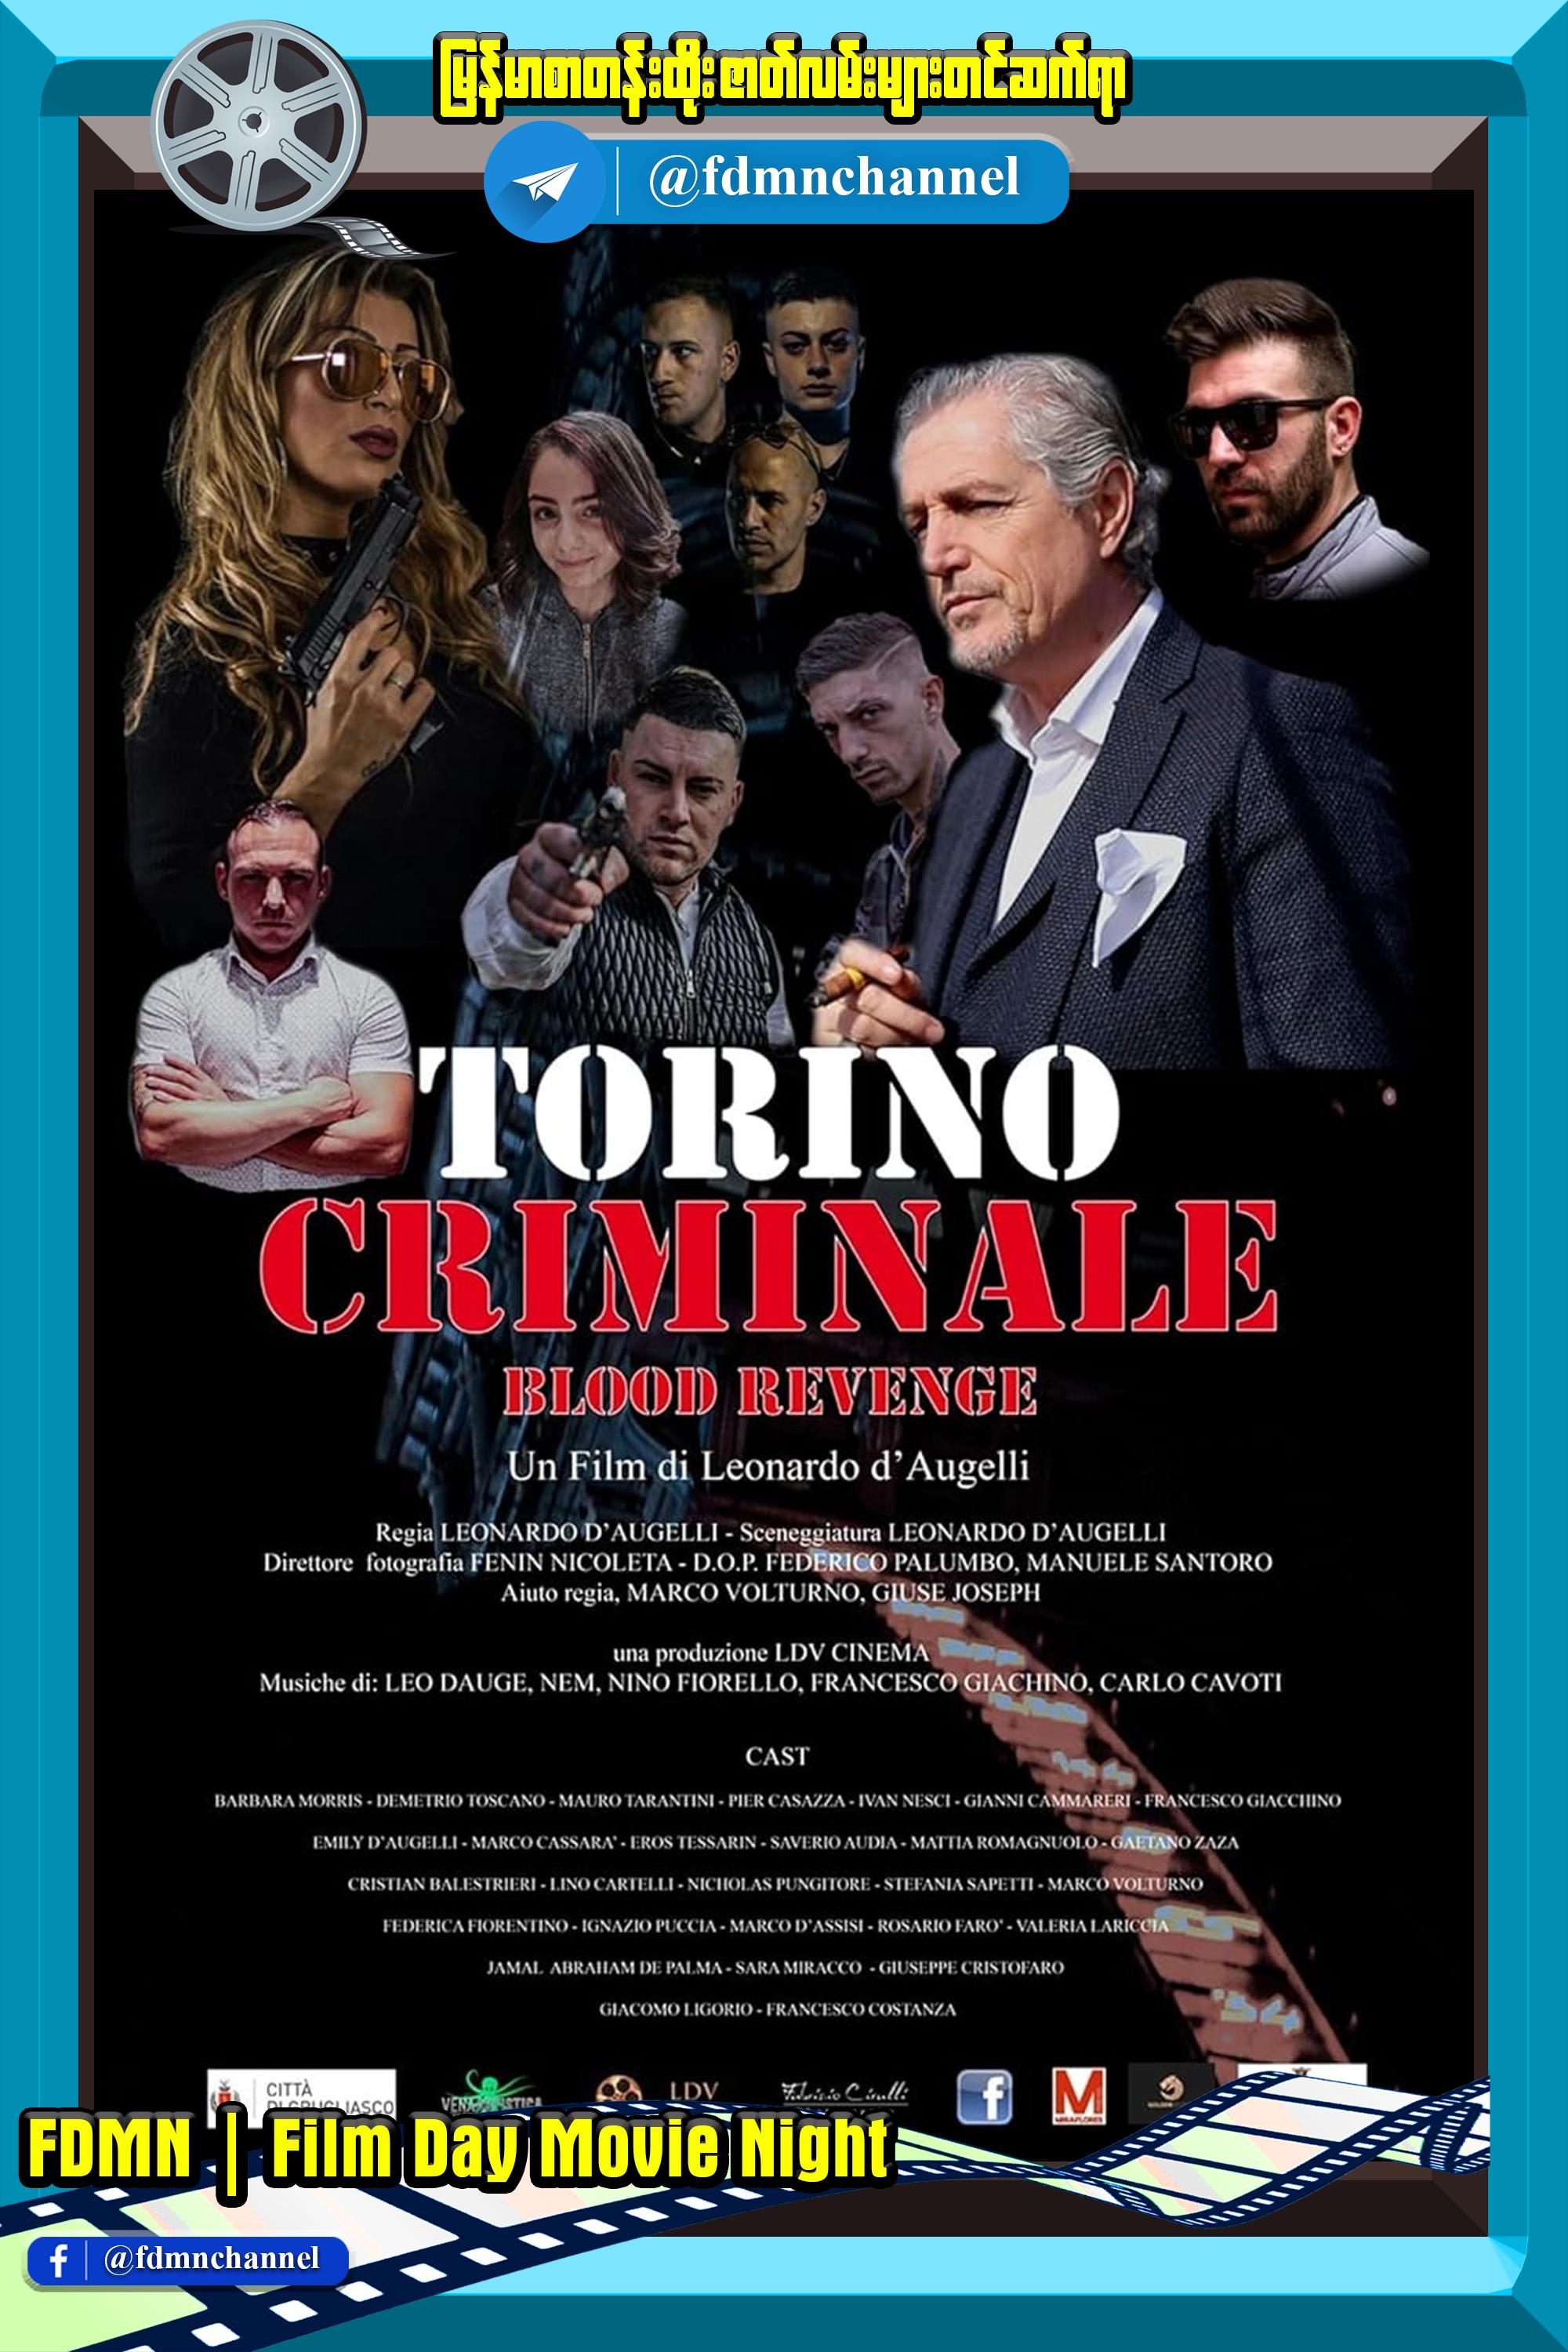 မြန်မာစာတန်းထိုးဇာတ်လမ်းများတင်ဆက်ရာ
@fdmnchannel
TORINO
CRIMINALE
BLOOD REVENGE
Un Film di Leonardo d’Augelli
Regia LEONARDO D’AUGELLI - Sceneggiatura LEONARDO D’AUGELLI
Direttore fotografia FENIN NICOLETA - D.O.P. FEDERICO PALUMBO, MANUELE SANTORO
Aiuto regia, MARCO VOLTURNO, GIUSE JOSEPH
una produzione LDV CINEMA
Musiche di: LEO DAUGE, NEM, NINO FIORELLO, FRANCESCO GIACHINO, CARLO CAVOTI
CAST
BARBARA MORRIS - DEMETRIO TOSCANO - MAURO TARANTINI - PIER CASAZZA - IVAN NESCI - GIANNI CAMMARERI - FRANCESCO GIACCHINO
EMILY D’AUGELLI - MARCO CASSARA’ - EROS TESSARIN - SAVERIO AUDIA - MATTIA ROMAGNUOLO - GAETANO ZAZA
CRISTIAN BALESTRIERI - LINO CARTELLI - NICHOLAS PUNGITORE - STEFANIA SAPETTI - MARCO VOLTURNO
FEDERICA FIORENTINO - IGNAZIO PUCCIA - MARCO D’ASSISI - ROSARIO FARO’ - VALERIA LARICCIA
JAMAL ABRAHAM DE PALMA - SARA MIRACCO - GIUSEPPE CRISTOFARO
GIACOMO LIGORIO - FRANCESCO COSTANZA
CITTÀ
DI GRUGLIASCO
LDV
M
MIRAFLORES
FDMN | Film Day Movie Night
@fdmnchannel